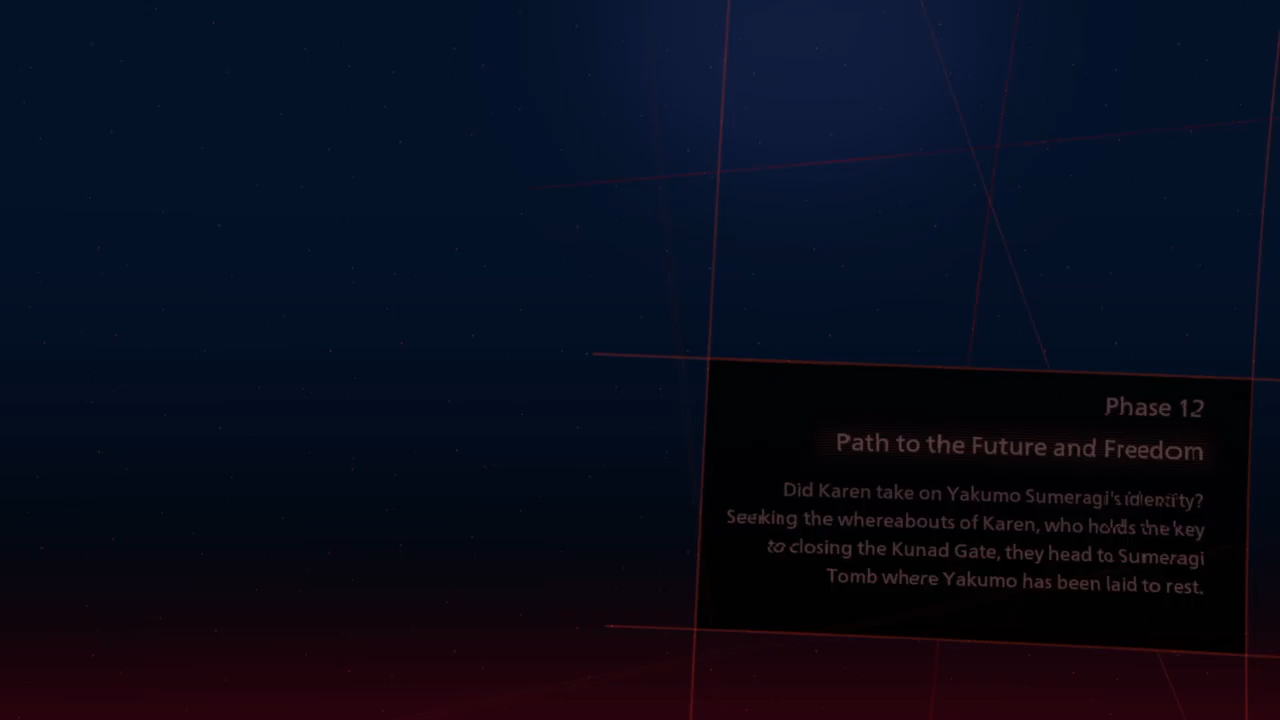 Phase 12
Path to the Future and Freedom
Did Karen take on Yakumo Sumeragi's identity?
Seeking the whereabouts of Karen, who holds the key
to closing the Kunad Gate, they head to Sumeragi
Tomb where Yakumo has been laid to rest.